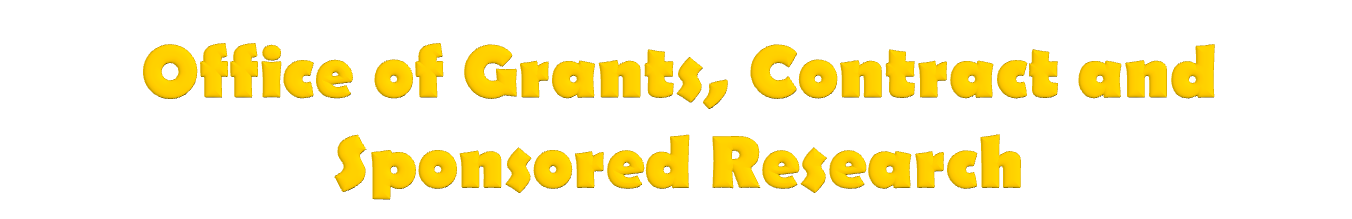 Office of Grants, Contract and
Sponsored Research